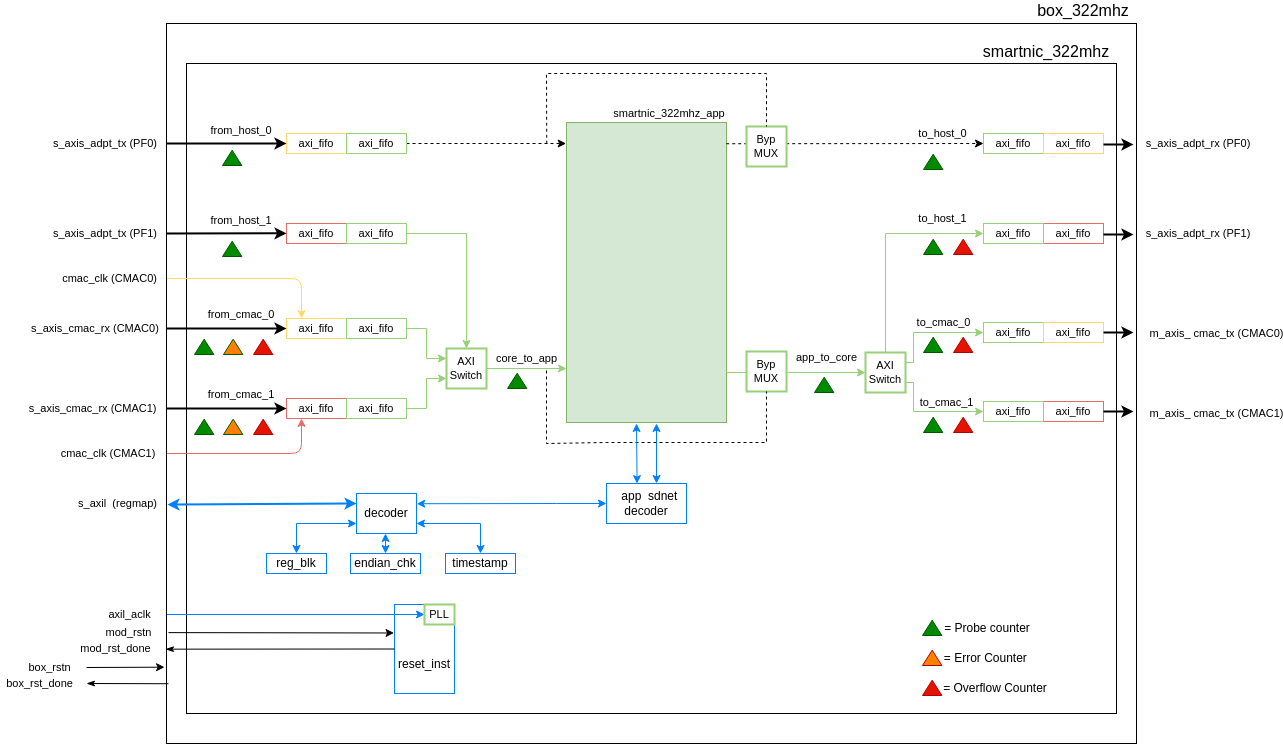 box_322mhz
smartnic_322mhz
smartnic_322mhz_app
s_axis_adpt_tx (PF0)
from_host_0
axi_fifo
axi_fifo
Byp
MUX
to_host_0
axi_fifo
axi_fifo
s_axis_adpt_rx (PF0)
s_axis_adpt_tx (PF1)
from_host_1
axi_fifo
axi_fifo
to_host_1
axi_fifo
axi_fifo
s_axis_adpt_rx (PF1)
cmac_clk (CMAC0)
s_axis_cmac_rx (CMAC0)
from_cmac_0
axi_fifo
axi_fifo
to_cmac_0
axi_fifo
axi_fifo
m_axis_cmac_tx (CMAC0)
AXI
Switch
core_to_app
Byp
MUX
app_to_core
AXI
Switch
s_axis_cmac_rx (CMAC1)
from_cmac_1
axi_fifo
axi_fifo
to_cmac_1
axi_fifo
axi_fifo
m_axis_cmac_tx (CMAC1)
cmac_clk (CMAC1)
s_axil (regmap)
decoder
app sdnet
decoder
reg_blk
endian_chk
timestamp
axil_aclk
PLL
mod_rstn
mod_rst_done
reset_inst
box_rstn
box_rst_done
= Probe counter
= Error Counter
= Overflow Counter